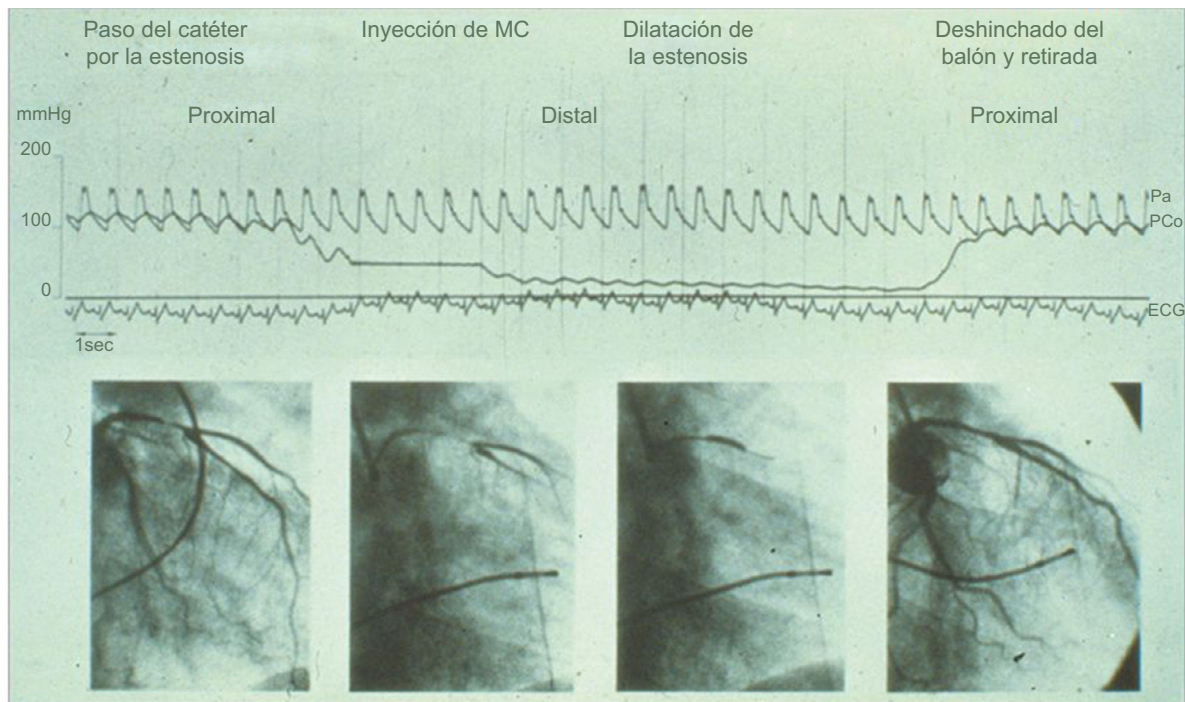 Paso del catéter
por la estenosis
Inyección de MC
Dilatación de
la estenosis
Deshinchado del
balón y retirada
mmHg
Proximal
Distal
Proximal
200
Pa
100
PCo
0
ECG
1sec